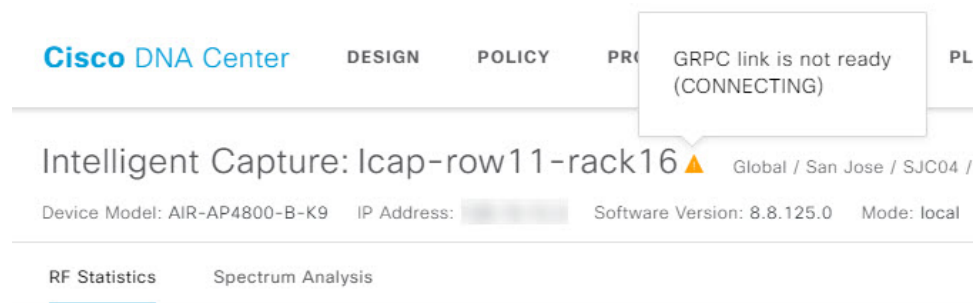 Cisco DNA Center DESIGN POLICY
GRPC link is not ready
(CONNECTING)
Intelligent Capture: Icap-row11-rack16 Global / San Jose / SJC04 /
Device Model: AIR-AP4800-B-K9 IP Address: Software Version: 8.8.125.0 Mode: local
RF Statistics Spectrum Analysis